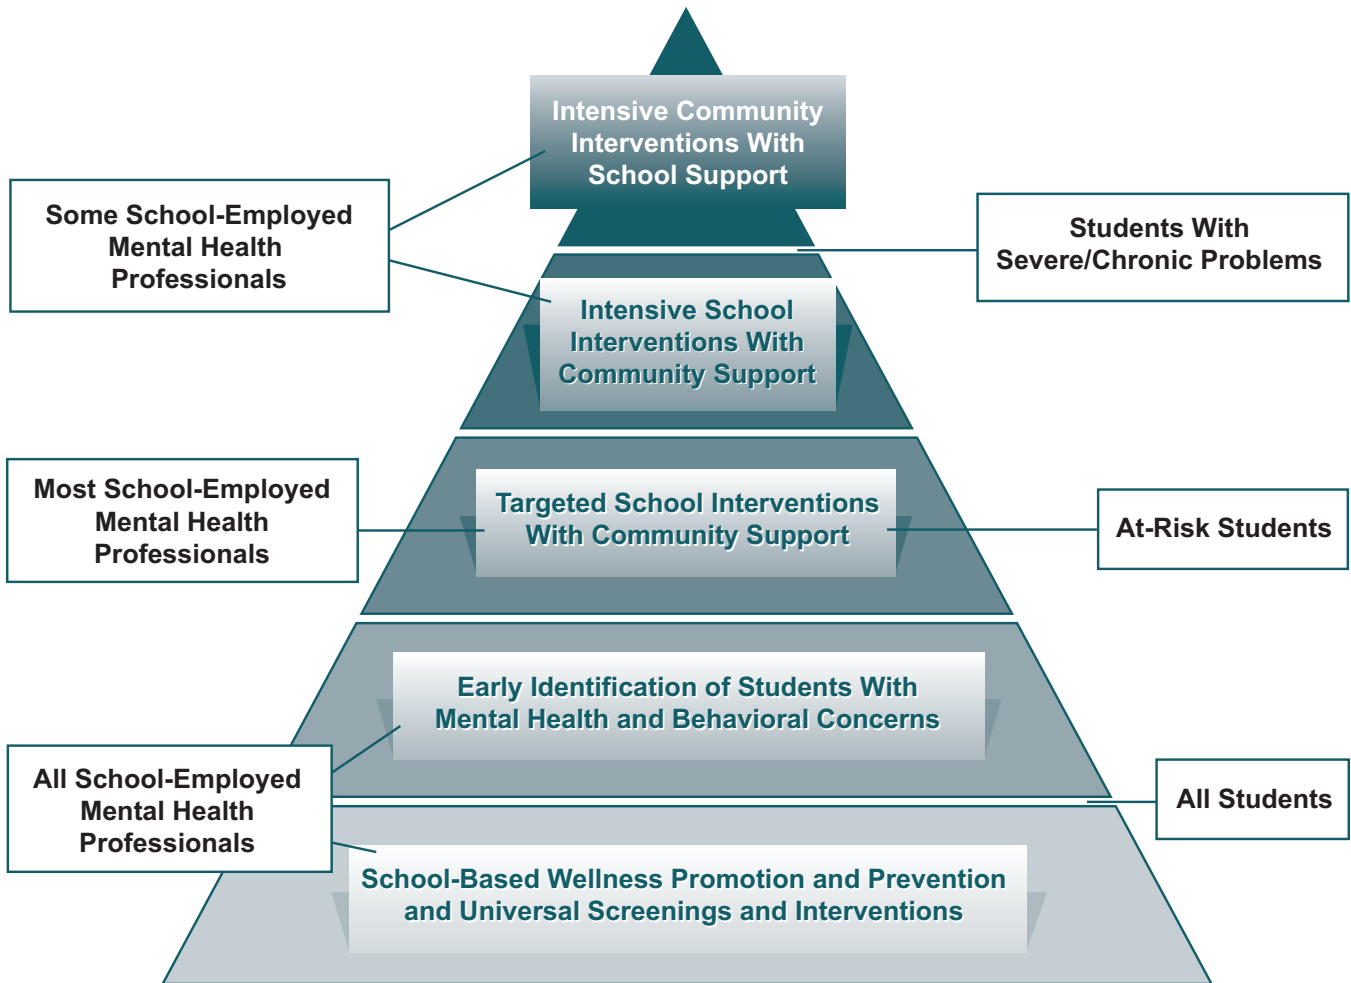 Intensive Community
Interventions With
School Support
Some School-Employed
Mental Health
Professionals
Students With
Severe/Chronic Problems
Intensive School
Interventions With
Community Support
Most School-Employed
Mental Health
Professionals
Targeted School Interventions
With Community Support
At-Risk Students
Early Identification of Students With
Mental Health and Behavioral Concerns
All School-Employed
Mental Health
Professionals
All Students
School-Based Wellness Promotion and Prevention
and Universal Screenings and Interventions